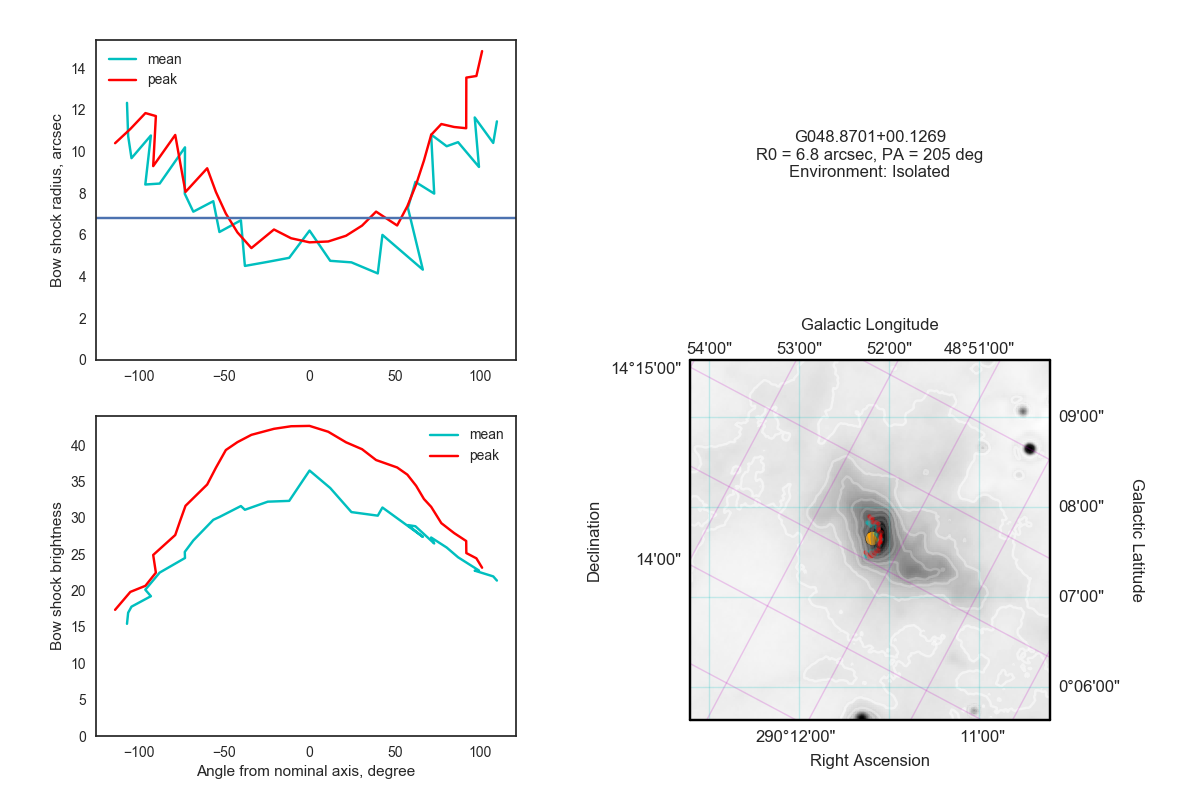 mean
peak
14
12
10
8
6
4
2
0
Bow shock radius, arcsec
−100
−50
0
50
100
mean
peak
40
35
30
25
20
15
10
5
0
Bow shock brightness
−100
−50
0
50
100
Angle from nominal axis, degree
G048.8701+00.1269
R0 = 6.8 arcsec, PA = 205 deg
Environment: Isolated
Galactic Longitude
54'00"
53'00"
52'00"
48°51'00"
14°15'00"
14'00"
Declination
09'00"
08'00"
07'00"
0°06'00"
Galactic Latitude
290°12'00"
11'00"
Right Ascension